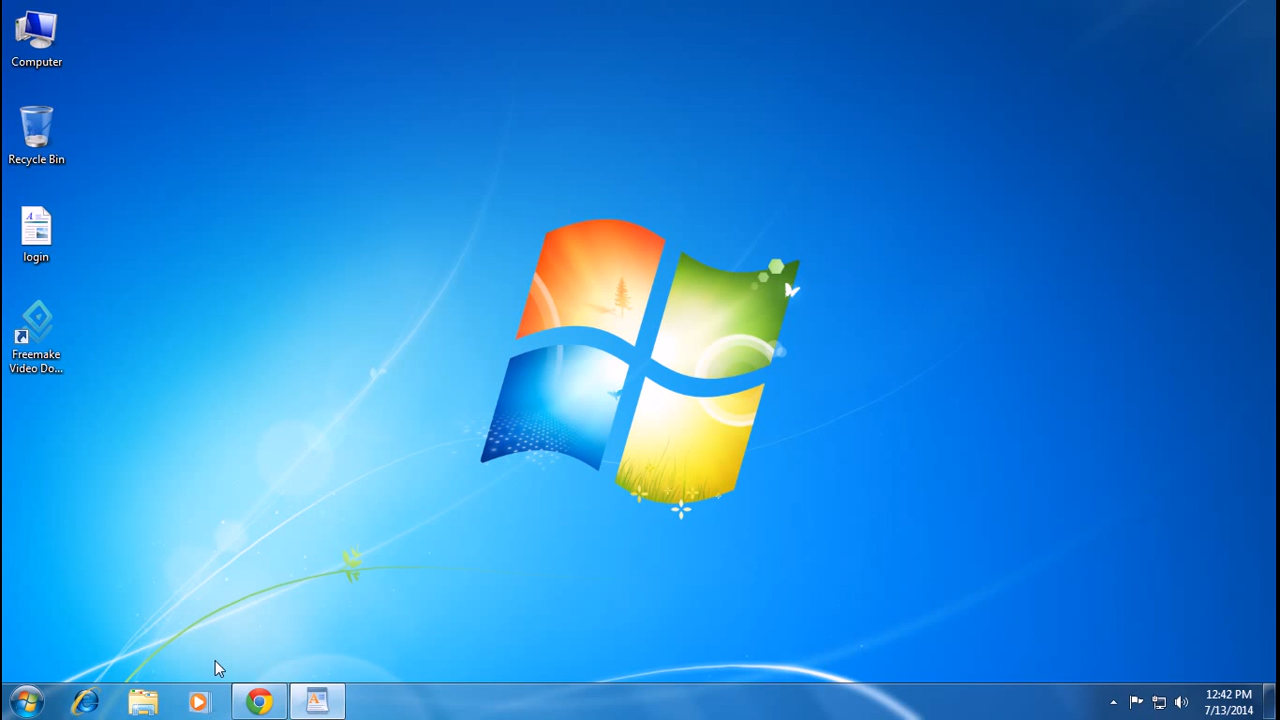 Computer
Recycle Bin
login
Freemake
Video Do...
12:42 PM
7/13/2014